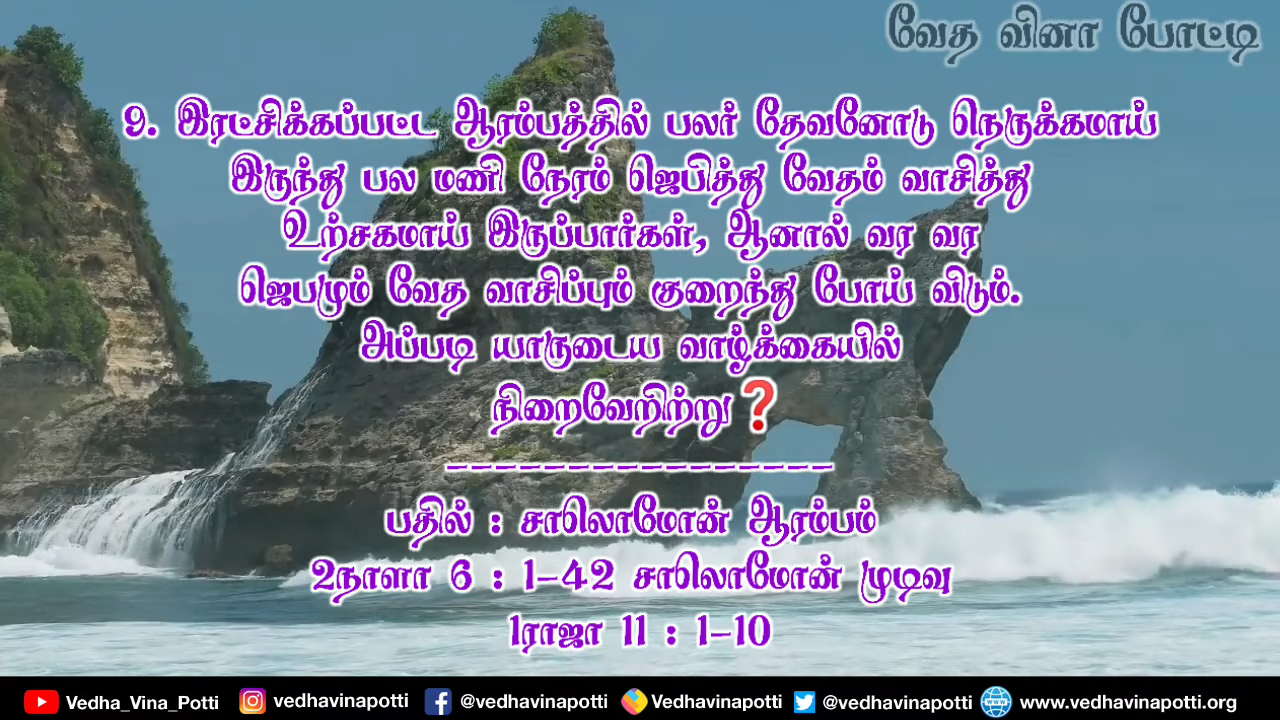 வேத வினா போட்டி
9. இரட்சிக்கப்பட்ட ஆரம்பத்தில் பலர் தேவனோடு நெருக்கமாய்
இருந்து பல மணி நேரம் ஜெபித்து வேதம் வாசித்து
உற்சகமாய் இருப்பார்கள், ஆனால் வர வர
ஜெபமும் வேத வாசிப்பும் குறைந்து போய் விடும்.
அப்படி யாருடைய வாழ்க்கையில்
நிறைவேறிற்று❓
----------------
பதில் : சாலொமோன் ஆரம்பம்
2நாளா 6 : 1-42 சாலொமோன் முடிவு
1ராஜா 11 : 1-10
Vedha_Vina_Potti vedhavinapotti @vedhavinapotti Vedhavinapotti @vedhavinapotti www.vedhavinapotti.org